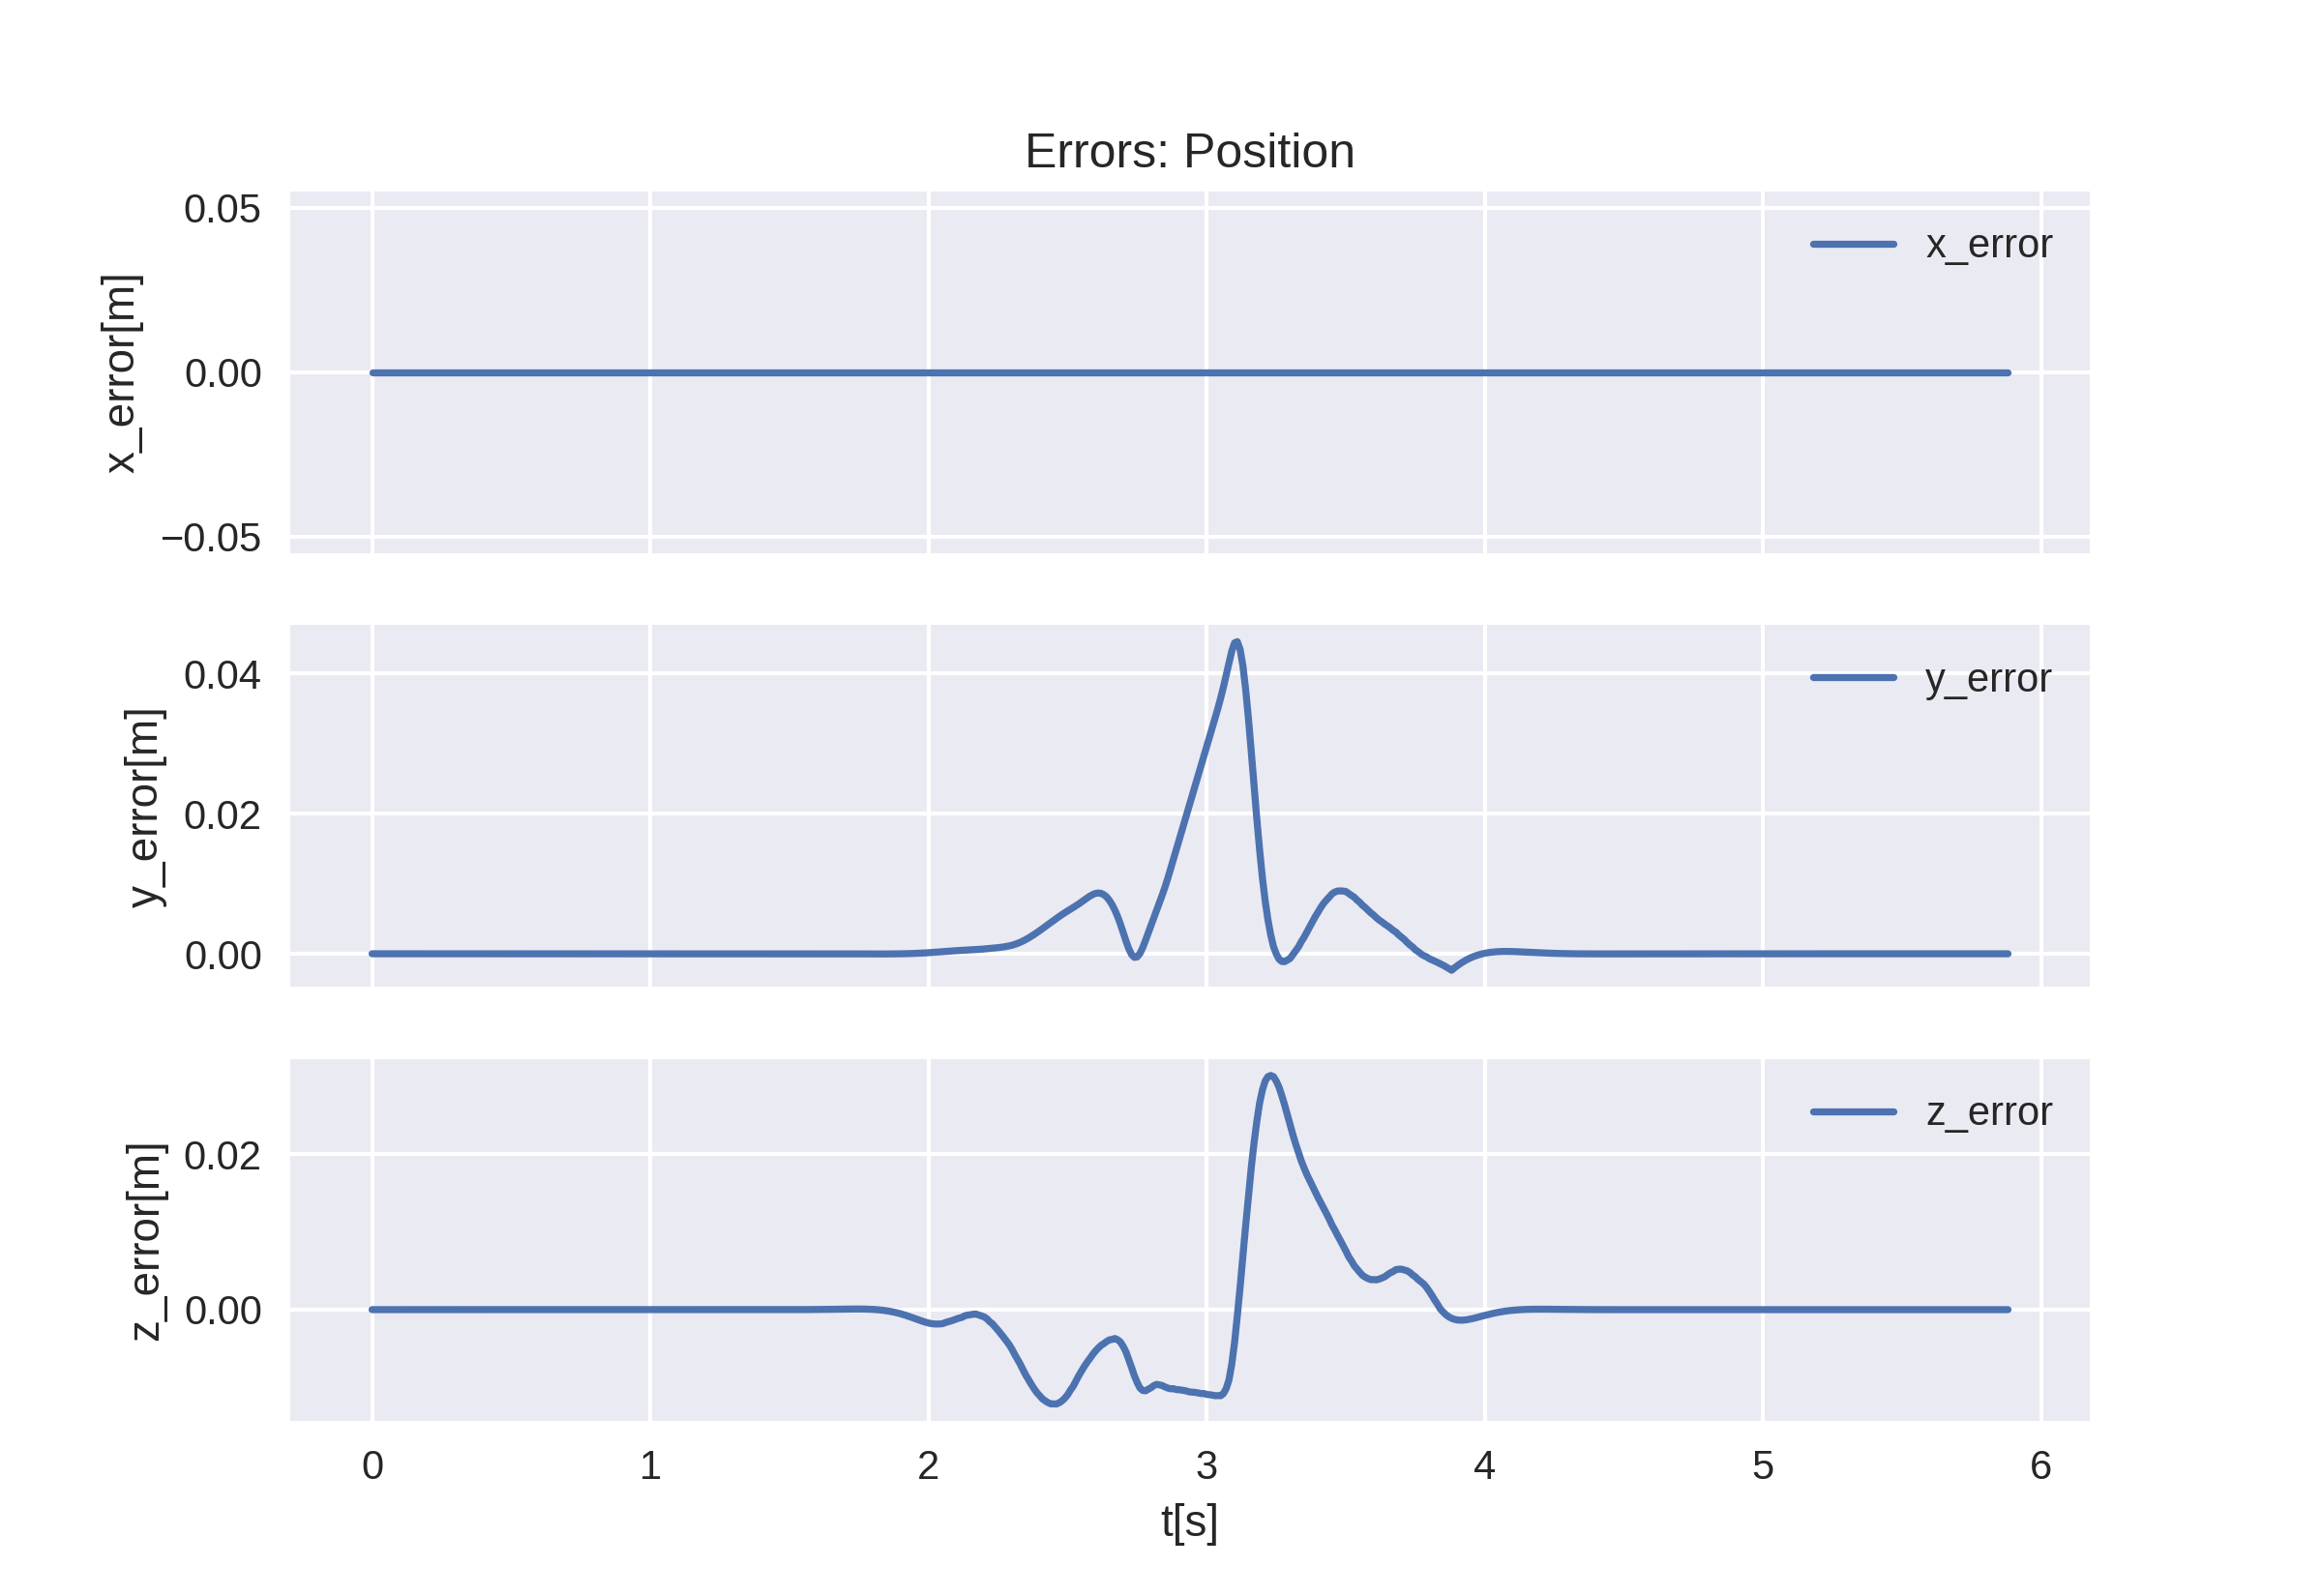 Errors: Position
0.05
0.00
−0.05
x_error[m]
x_error
0.04
0.02
0.00
y_error[m]
y_error
0.02
0.00
z_error[m]
z_error
0 1 2 3 4 5 6
t[s]